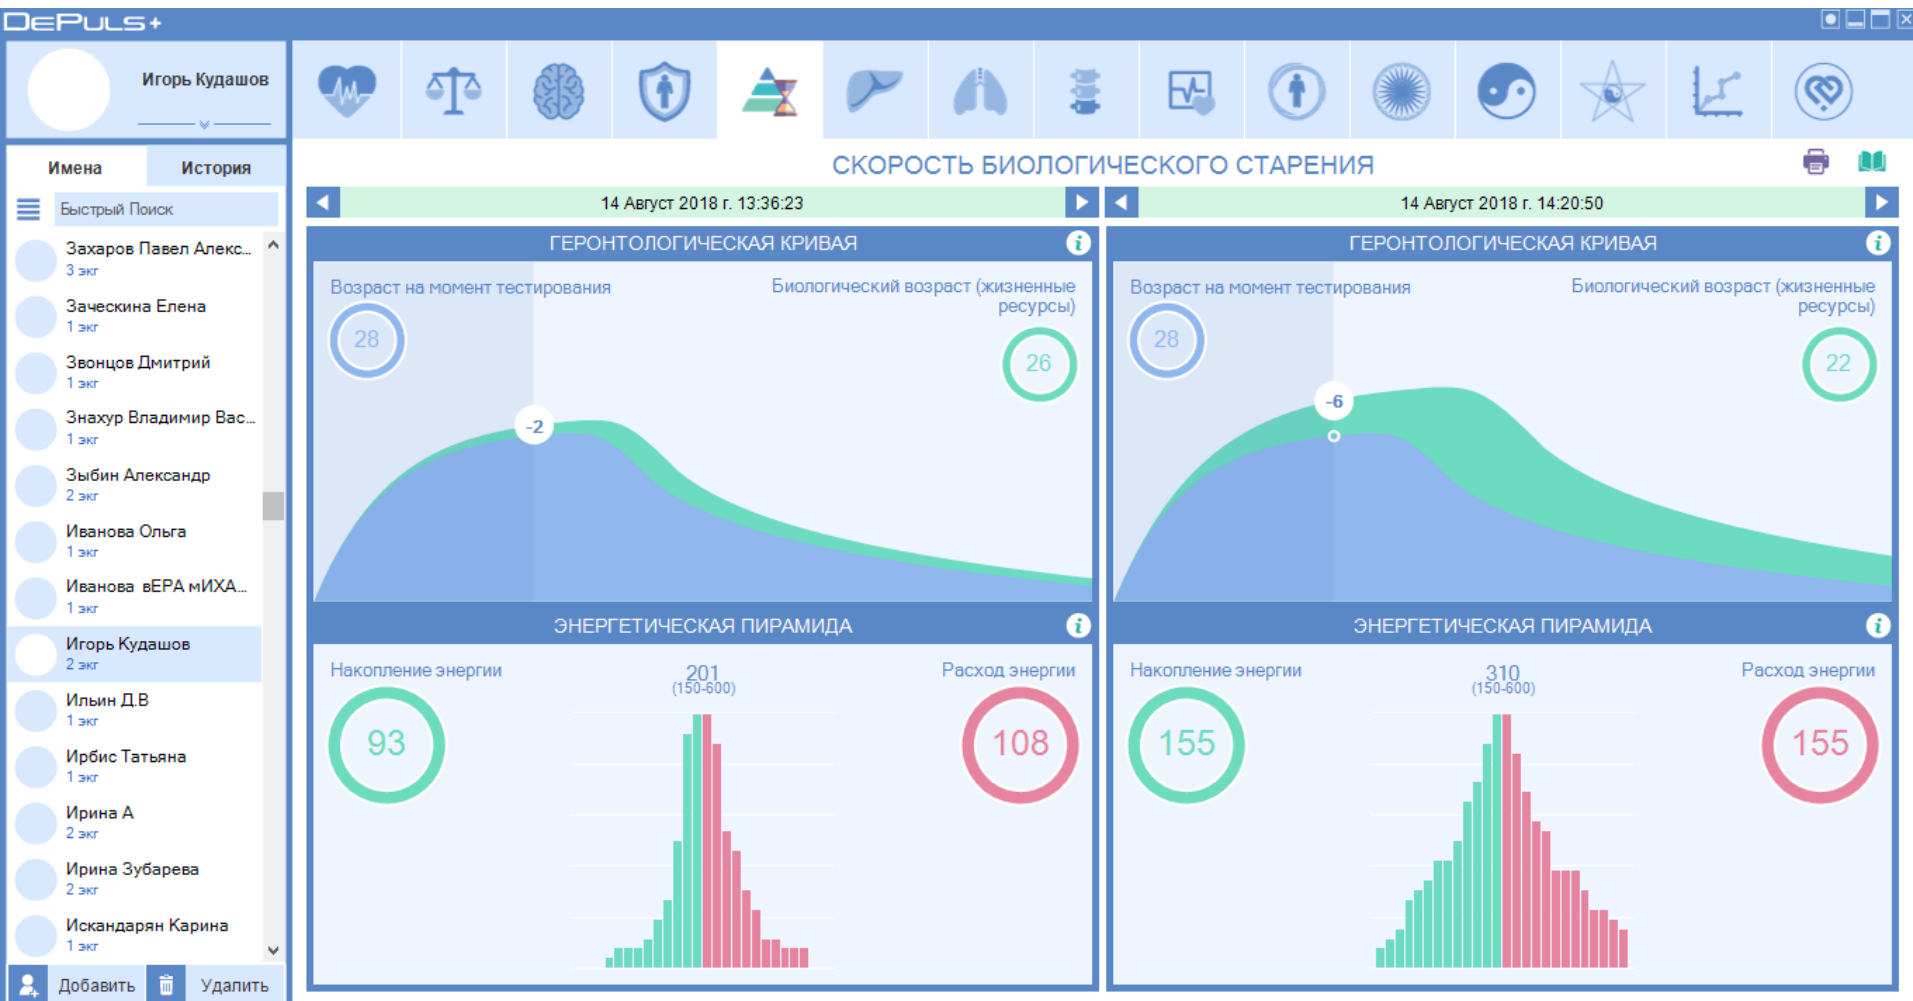 DEPULS+
Игорь Кудашов
Имена
История
Быстрый Поиск
Захаров Павел Алекс...
3 экг
Заческина Елена
1 экг
Звонцов Дмитрий
1 экг
Знахур Владимир Вас...
1 экг
Зыбин Александр
2 экг
Иванова Ольга
1 экг
Иванова вЕРА мИХА...
1 экг
Игорь Кудашов
2 экг
Ильин Д.В
1 экг
Ирбис Татьяна
1 экг
Ирина А
2 экг
Ирина Зубарева
2 экг
Искандарян Карина
1 экг
Добавить
Удалить
СКОРОСТЬ БИОЛОГИЧЕСКОГО СТАРЕНИЯ
14 Август 2018 г. 13:36:23
ГЕРОНТОЛОГИЧЕСКАЯ КРИВАЯ
Возраст на момент тестирования
28
Биологический возраст (жизненные
ресурсы)
26
-2
ЭНЕРГЕТИЧЕСКАЯ ПИРАМИДА
Накопление энергии
93
201
(150-600)
Расход энергии
108
14 Август 2018 г. 14:20:50
ГЕРОНТОЛОГИЧЕСКАЯ КРИВАЯ
Возраст на момент тестирования
28
Биологический возраст (жизненные
ресурсы)
22
-6
ЭНЕРГЕТИЧЕСКАЯ ПИРАМИДА
Накопление энергии
155
310
(150-600)
Расход энергии
155